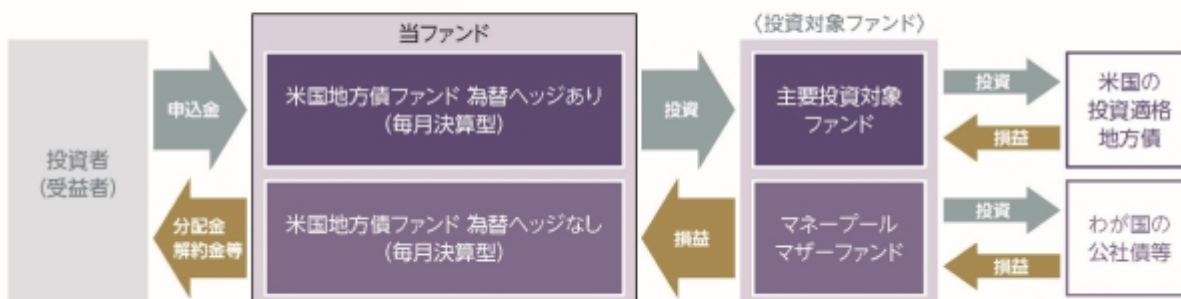 投資者
(受益者)
申込金
分配金
解約金等
当ファンド
米国地方債ファンド 為替ヘッジあり
(毎月決算型)
米国地方債ファンド 為替ヘッジなし
(毎月決算型)
投資
損益
〈投資対象ファンド〉
主要投資対象
ファンド
マネープール
マザーファンド
投資
損益
投資
損益
米国の
投資適格
地方債
わが国の
公社債等